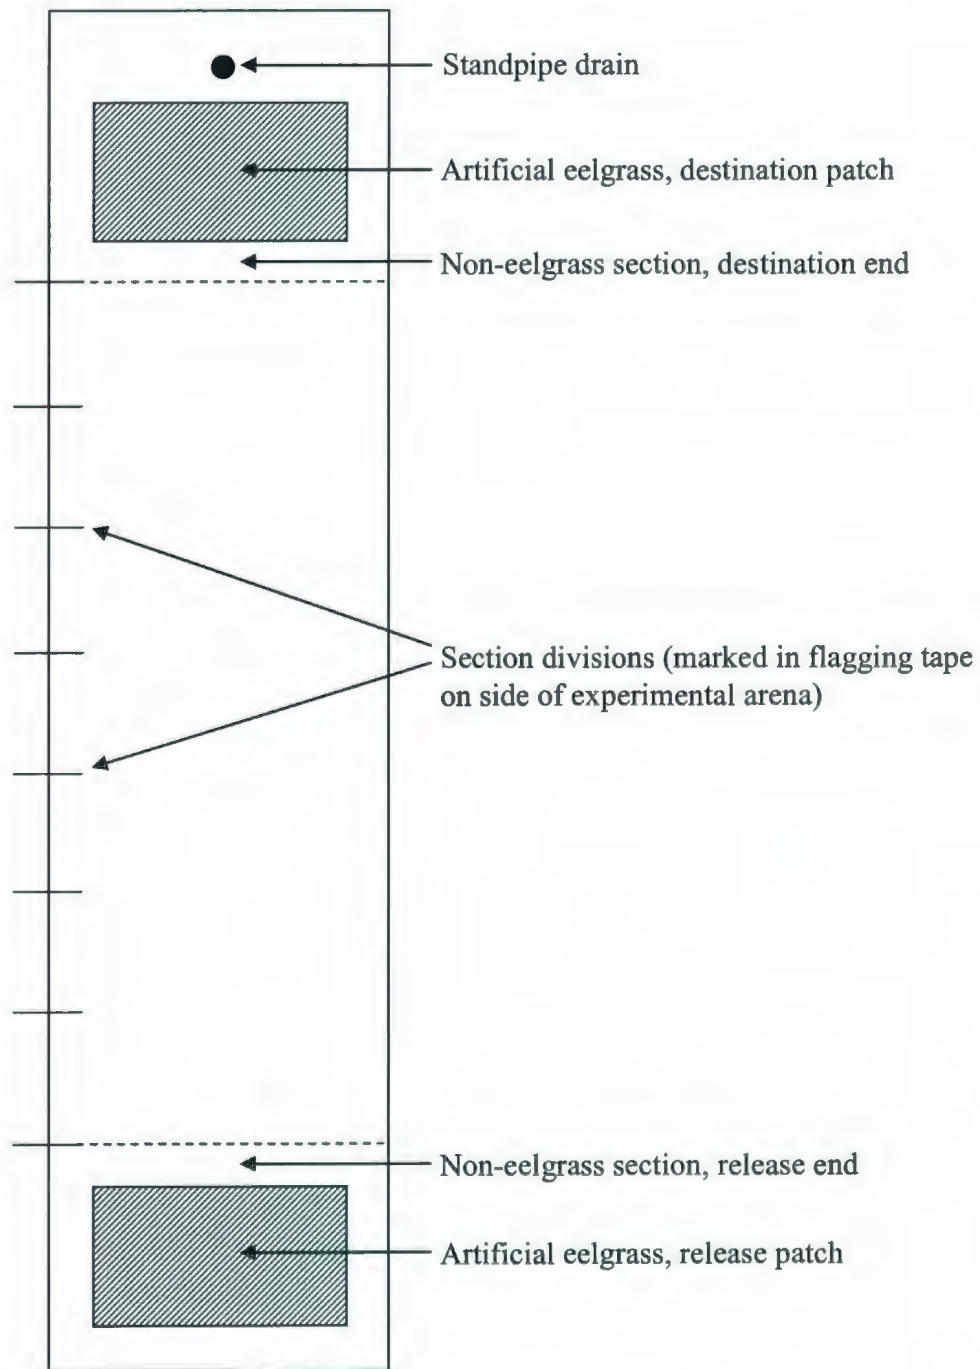 Standpipe drain
Artificial eelgrass, destination patch
Non-eelgrass section, destination end
Section divisions (marked in flagging tape
on side of experimental arena)
Non-eelgrass section, release end
Artificial eelgrass, release patch